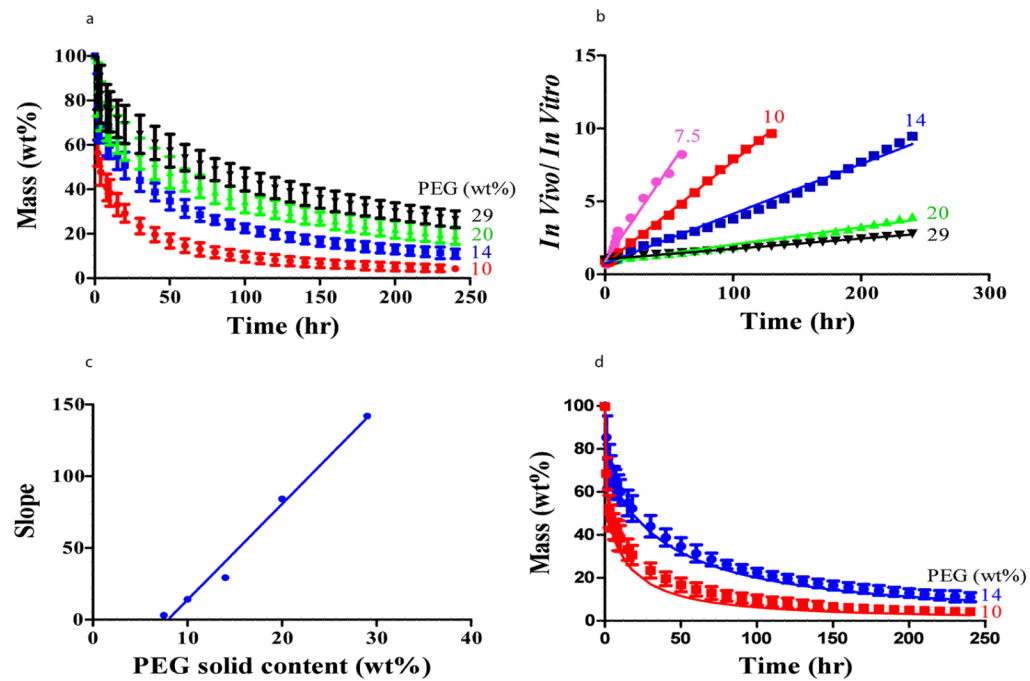 a
Mass (wt%)
100
80
60
40
20
0
PEG (wt%)
29
20
14
10
0 50 100 150 200 250
Time (hr)
b
In Vivo/ In Vitro
15
10
5
0
7.5
10
14
20
29
0 100 200 300
Time (hr)
c
Slope
150
100
50
0
0 10 20 30 40
PEG solid content (wt%)
d
Mass (wt%)
100
80
60
40
20
0
PEG (wt%)
14
10
0 50 100 150 200 250
Time (hr)